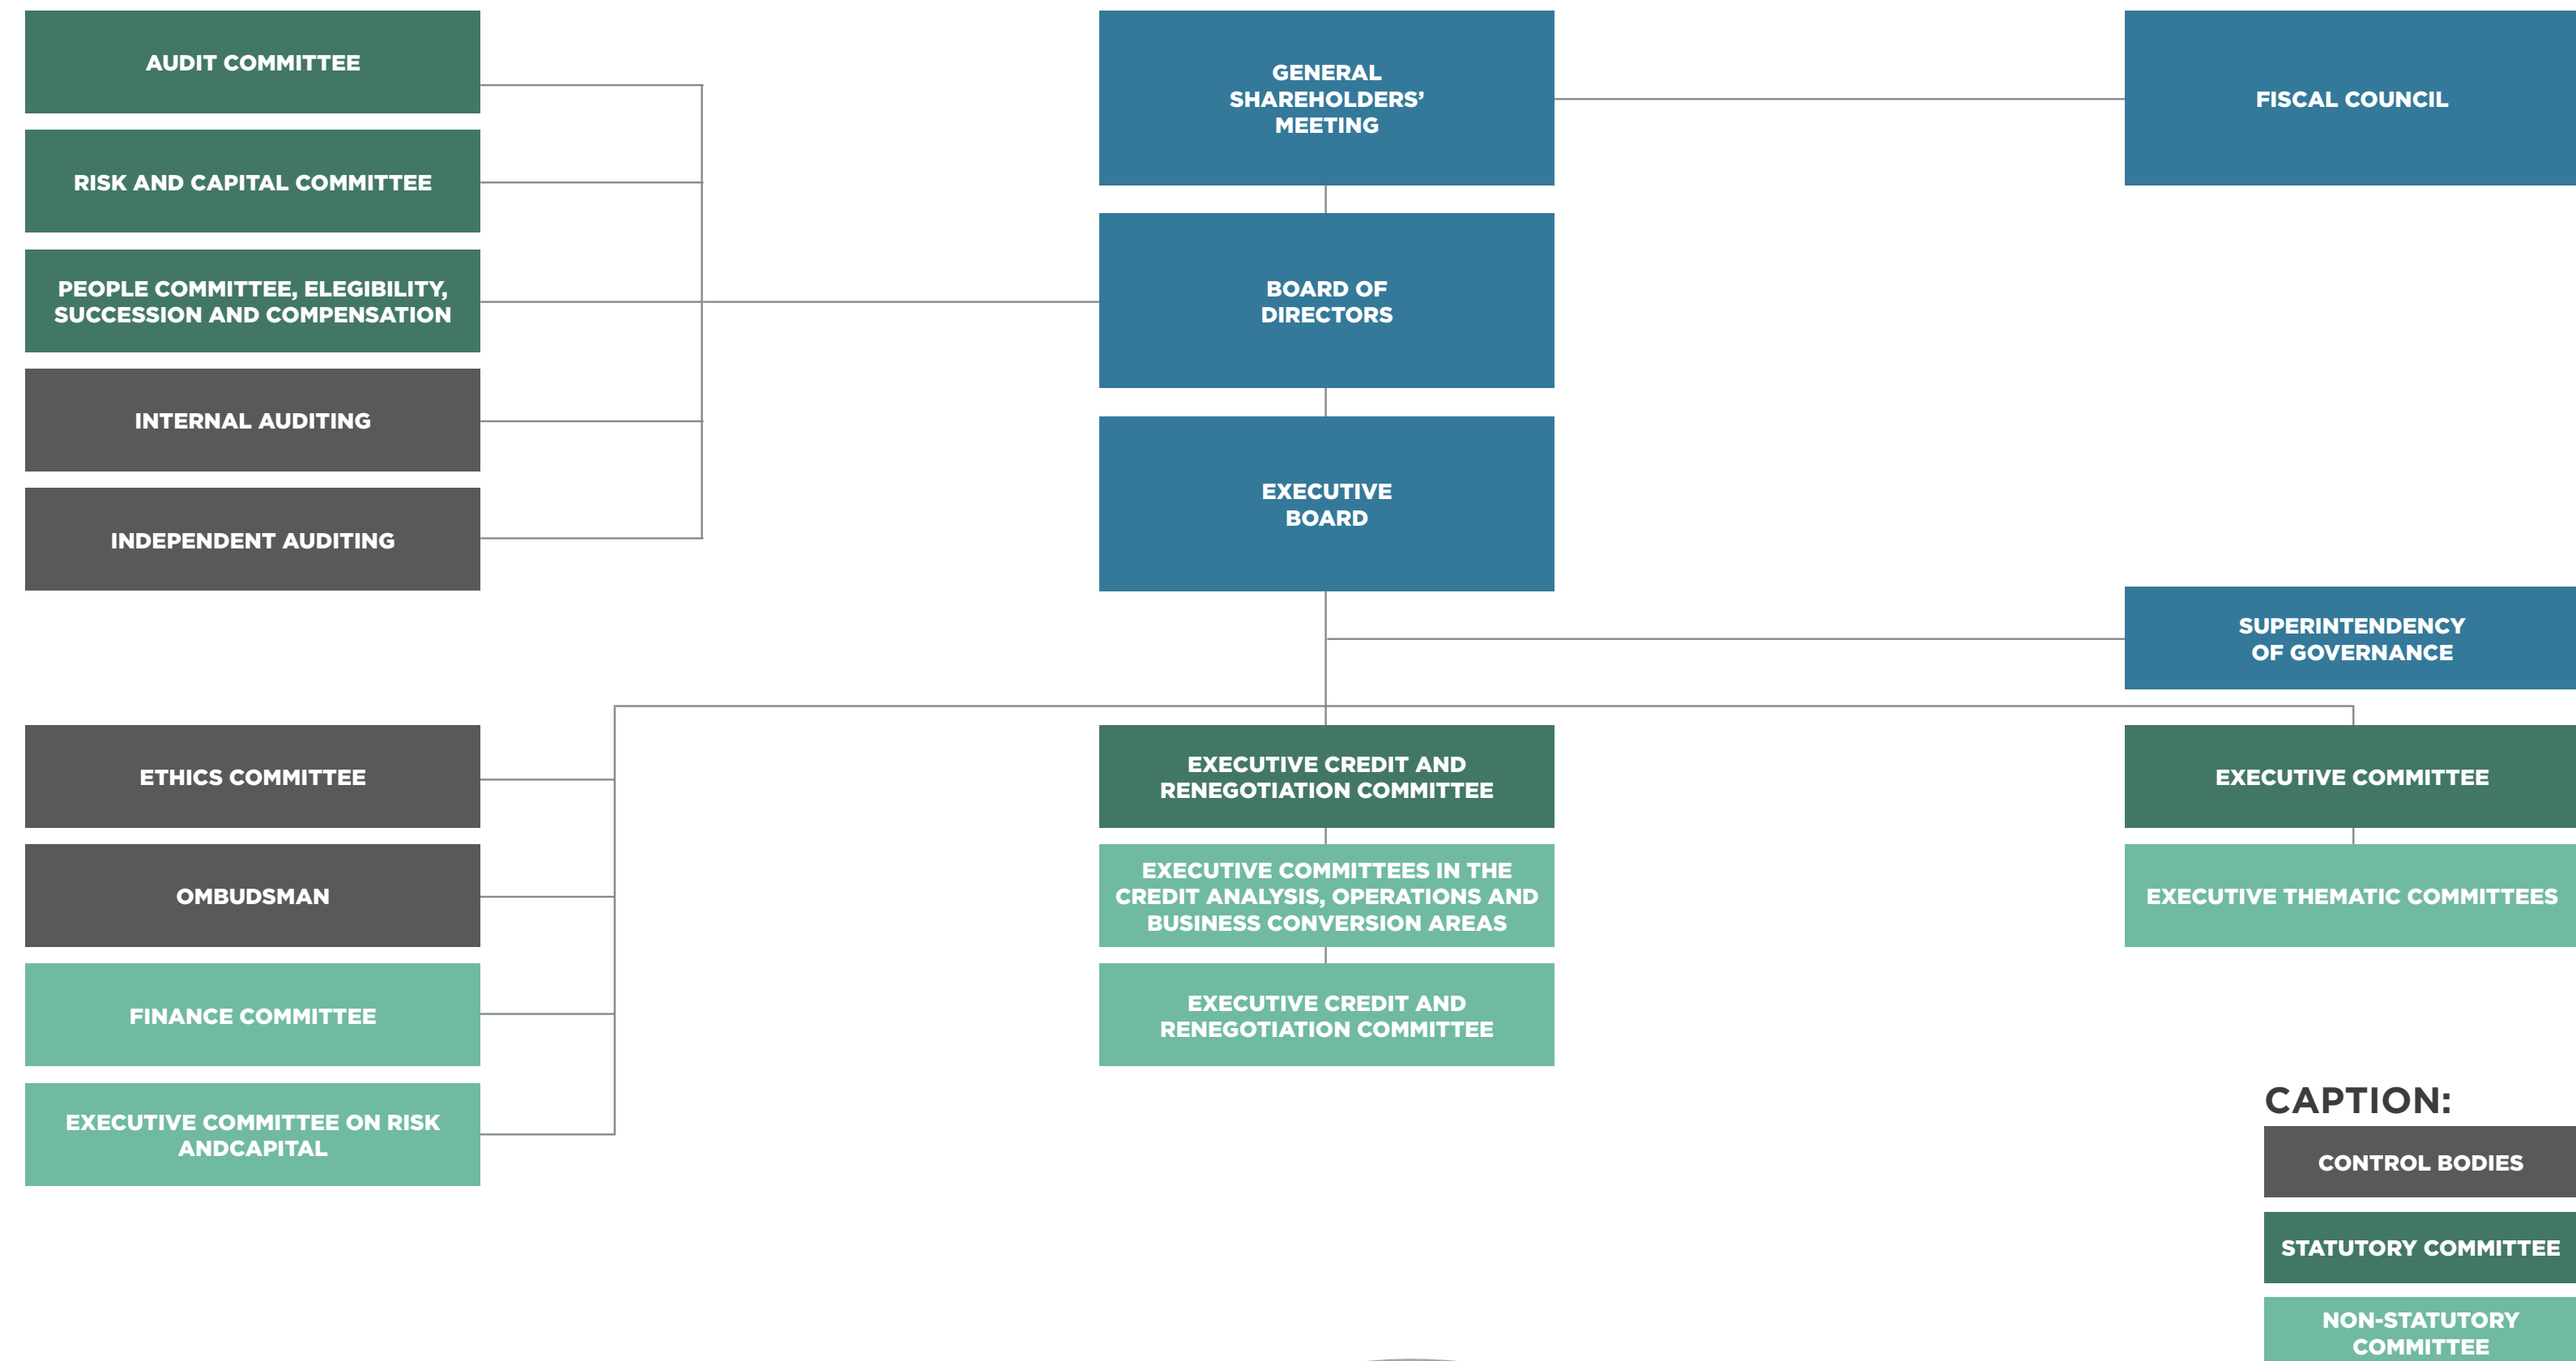 AUDIT COMMITTEE
RISK AND CAPITAL COMMITTEE
PEOPLE COMMITTEE, ELEGIBILITY,
SUCCESSION AND COMPENSATION
INTERNAL AUDITING
INDEPENDENT AUDITING
GENERAL
SHAREHOLDERS’
MEETING
FISCAL COUNCIL
BOARD OF
DIRECTORS
EXECUTIVE
BOARD
SUPERINTENDENCY
OF GOVERNANCE
ETHICS COMMITTEE
OMBUDSMAN
FINANCE COMMITTEE
EXECUTIVE COMMITTEE ON RISK
ANDCAPITAL
EXECUTIVE CREDIT AND
RENEGOTIATION COMMITTEE
EXECUTIVE COMMITTEES IN THE
CREDIT ANALYSIS, OPERATIONS AND
BUSINESS CONVERSION AREAS
EXECUTIVE CREDIT AND
RENEGOTIATION COMMITTEE
EXECUTIVE COMMITTEE
EXECUTIVE THEMATIC COMMITTEES
CAPTION:
CONTROL BODIES
STATUTORY COMMITTEE
NON-STATUTORY
COMMITTEE